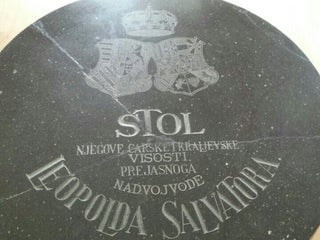 STOL
NJEGOVE CARSKE I KRALJEVSKE
VISOSTI
PREJASNOGA
NADVOJVODE
LEOPOLDA SALVATORA